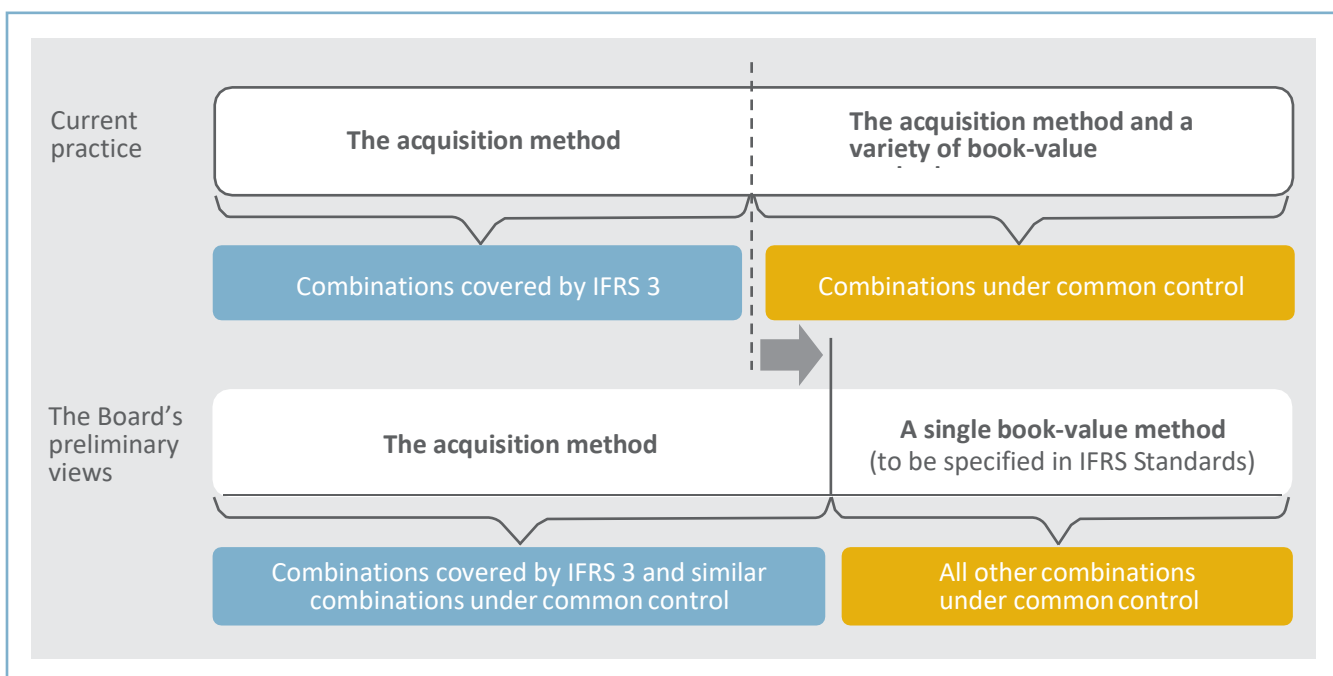 Current
practice
The acquisition method
The acquisition method and a
variety of book-value
Combinations covered by IFRS 3
Combinations under common control
The Board's
preliminary
views
The acquisition method
A single book-value method
(to be specified in IFRS Standards)
Combinations covered by IFRS 3 and similar
combinations under common control
All other combinations
under common control